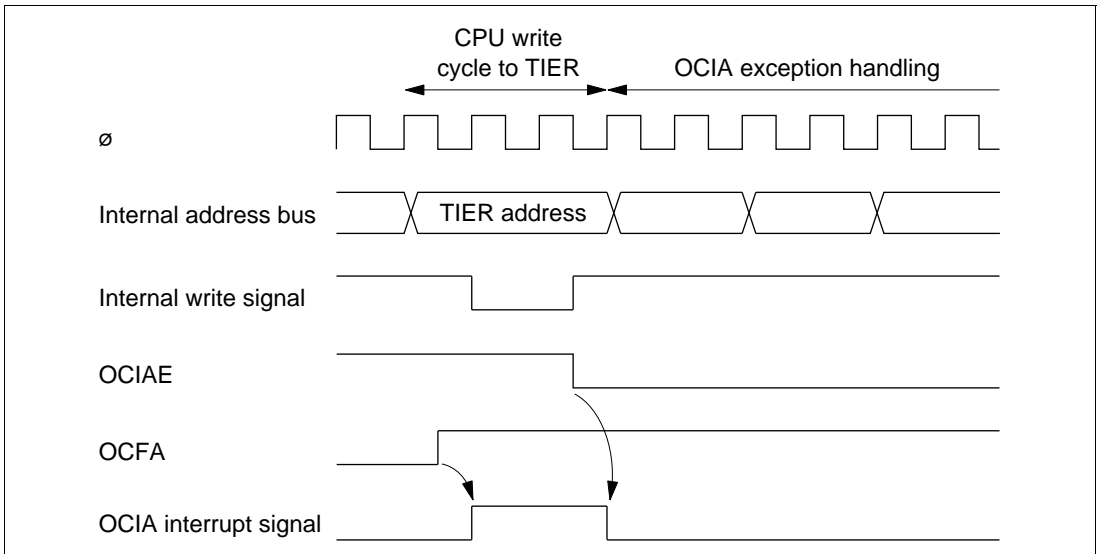 CPU write
cycle to TIER
OCIA exception handling
ø
Internal address bus
TIER address
Internal write signal
OCIAE
OCFA
OCIA interrupt signal